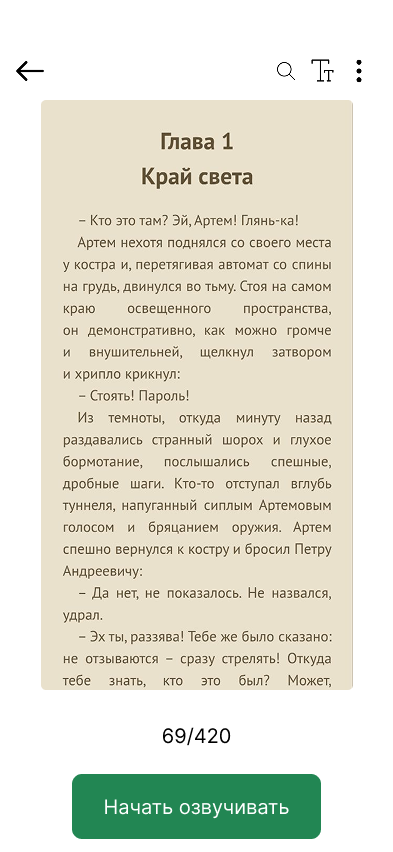 Глава 1
Край света
– Кто это там? Эй, Артем! Глянь-ка!
Артем нехотя поднялся со своего места
у костра и, перетягивая автомат со спины
на грудь, двинулся во тьму. Стоя на самом
краю освещенного пространства,
он демонстративно, как можно громче
и внушительней, щелкнул затвором
и хрипло крикнул:
– Стоять! Пароль!
Из темноты, откуда минуту назад
раздавались странный шорох и глухое
бормотание, послышались спешные,
дробные шаги. Кто-то отступал вглубь
туннеля, напуганный сиплым Артемовым
голосом и бряцанием оружия. Артем
спешно вернулся к костру и бросил Петру
Андреевичу:
– Да нет, не показалось. Не назвался,
удрал.
– Эх ты, раззява! Тебе же было сказано:
не отзываются – сразу стрелять! Откуда
тебе знать, кто это был? Может,
69/420
Начать озвучивать